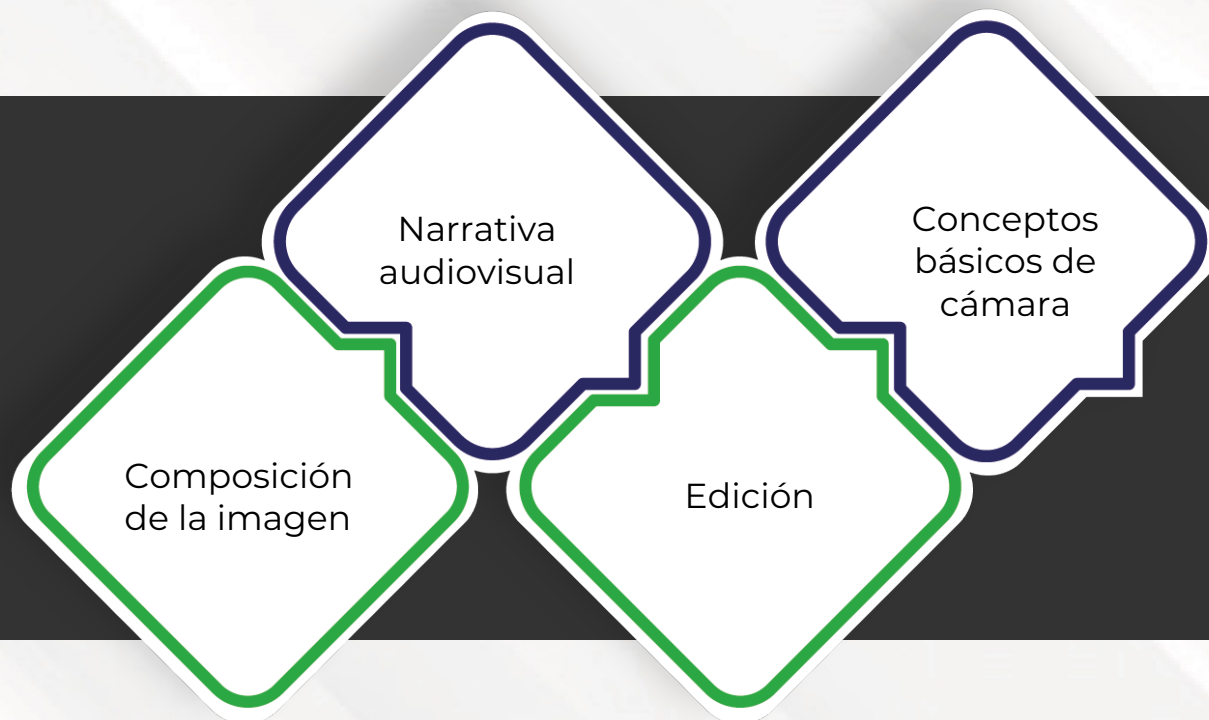 Narrativa
audiovisual
Conceptos
básicos de
cámara
Composición
de la imagen
Edición